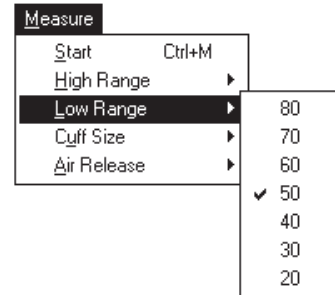 Measure
Start Ctrl+M
High Range
Low Range
Cuff Size
Air Release
80
70
60
✔ 50
40
30
20